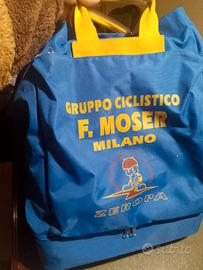 GRUPPO CICLISTICO
F. MOSER
MILANO
ZEROPA
subito